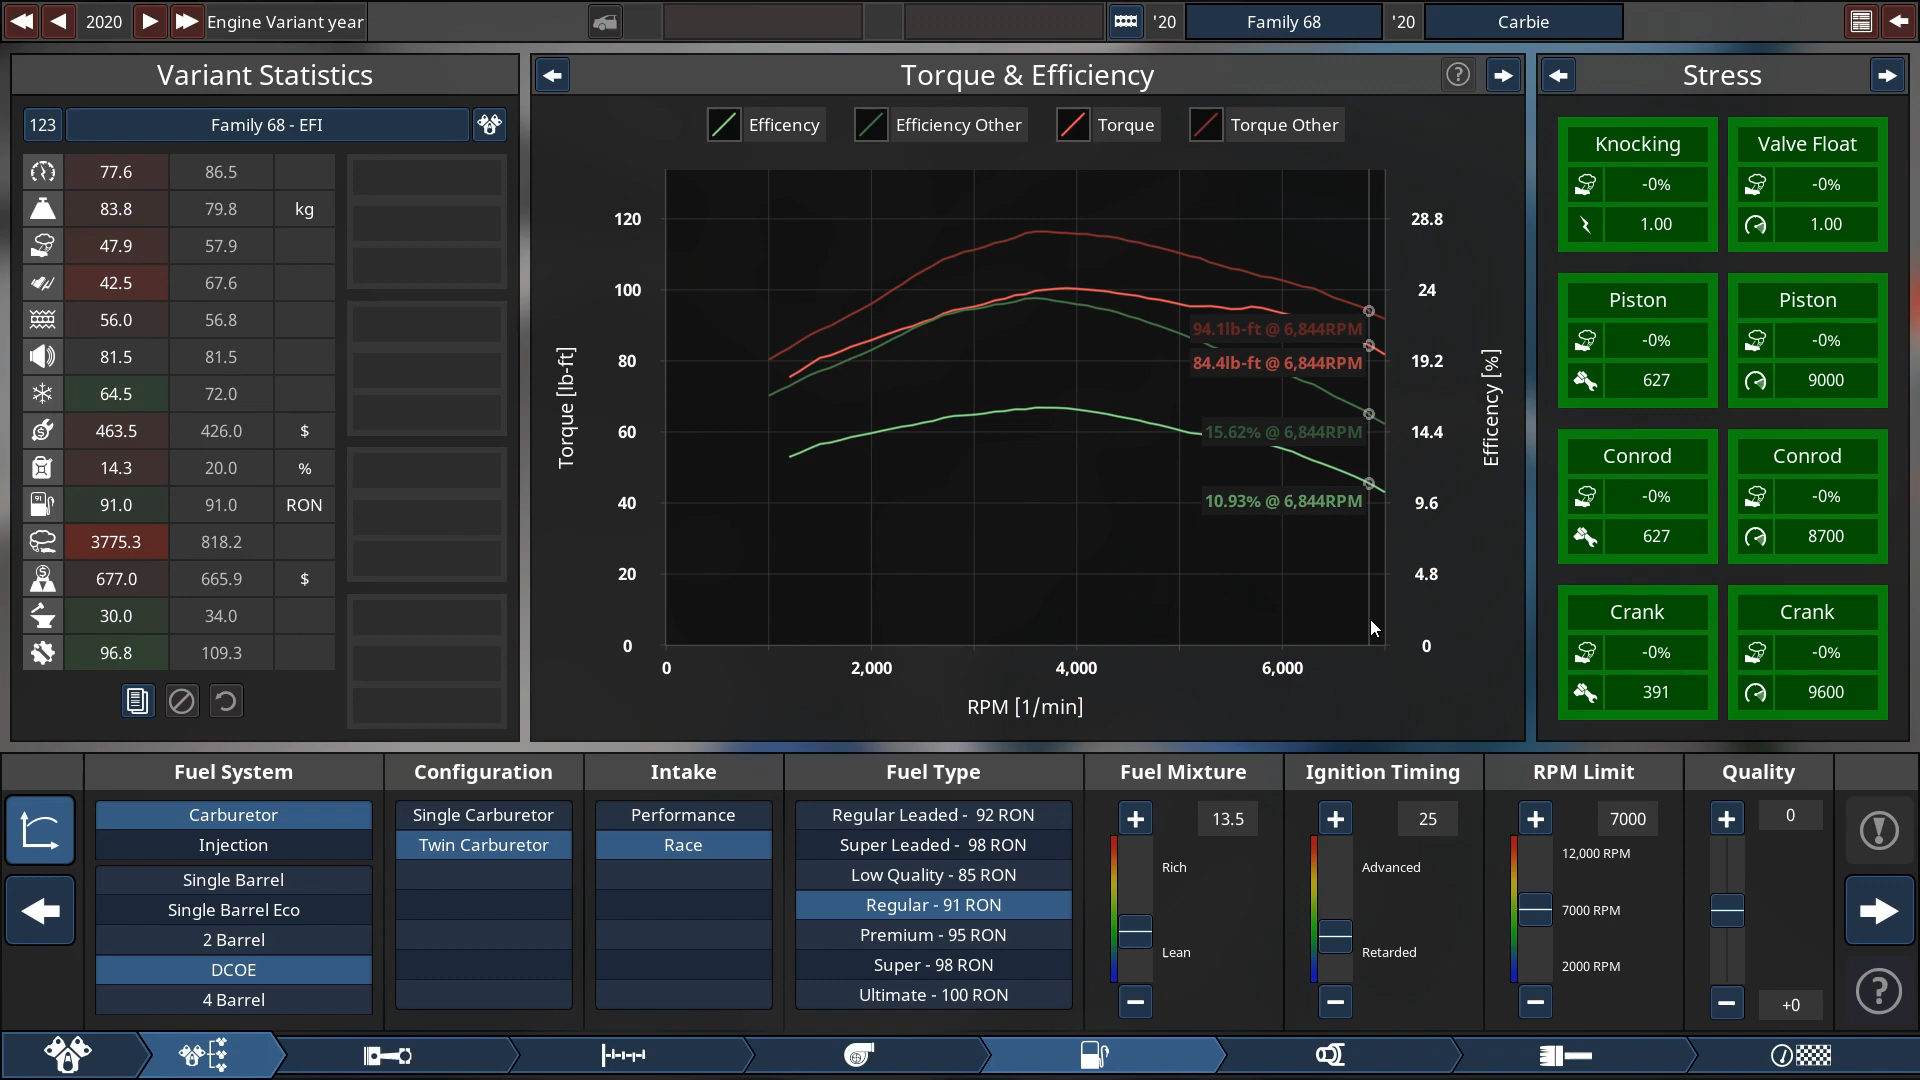 2020
Engine Variant year
'20
Family 68
'20
Carbie
Variant Statistics
123
Family 68 - EFI
77.6 86.5
83.8 79.8 kg
47.9 57.9
42.5 67.6
56.0 56.8
81.5 81.5
64.5 72.0
463.5 426.0 $
14.3 20.0 %
91.0 91.0 RON
3775.3 818.2
677.0 665.9 $
30.0 34.0
96.8 109.3
Torque & Efficiency
?
Efficency
Efficiency Other
Torque
Torque Other
120
100
80
60
40
20
0
Torque [lb-ft]
28.8
24
19.2
14.4
9.6
4.8
0
Efficency [%]
94.1lb-ft @ 6,844RPM
84.4lb-ft @ 6,844RPM
15.62% @ 6,844RPM
10.93% @ 6,844RPM
0 2,000 4,000 6,000
RPM [1/min]
Stress
Knocking
-0%
1.00
Valve Float
-0%
1.00
Piston
-0%
627
Piston
-0%
9000
Conrod
-0%
627
Conrod
-0%
8700
Crank
-0%
391
Crank
-0%
9600
Fuel System
Carburetor
Injection
Single Barrel
Single Barrel Eco
2 Barrel
DCOE
4 Barrel
Configuration
Single Carburetor
Twin Carburetor
Intake
Performance
Race
Fuel Type
Regular Leaded - 92 RON
Super Leaded - 98 RON
Low Quality - 85 RON
Regular - 91 RON
Premium - 95 RON
Super - 98 RON
Ultimate - 100 RON
Fuel Mixture
13.5
Rich
Lean
Ignition Timing
25
Advanced
Retarded
RPM Limit
7000
12,000 RPM
7000 RPM
2000 RPM
Quality
0
+0
?